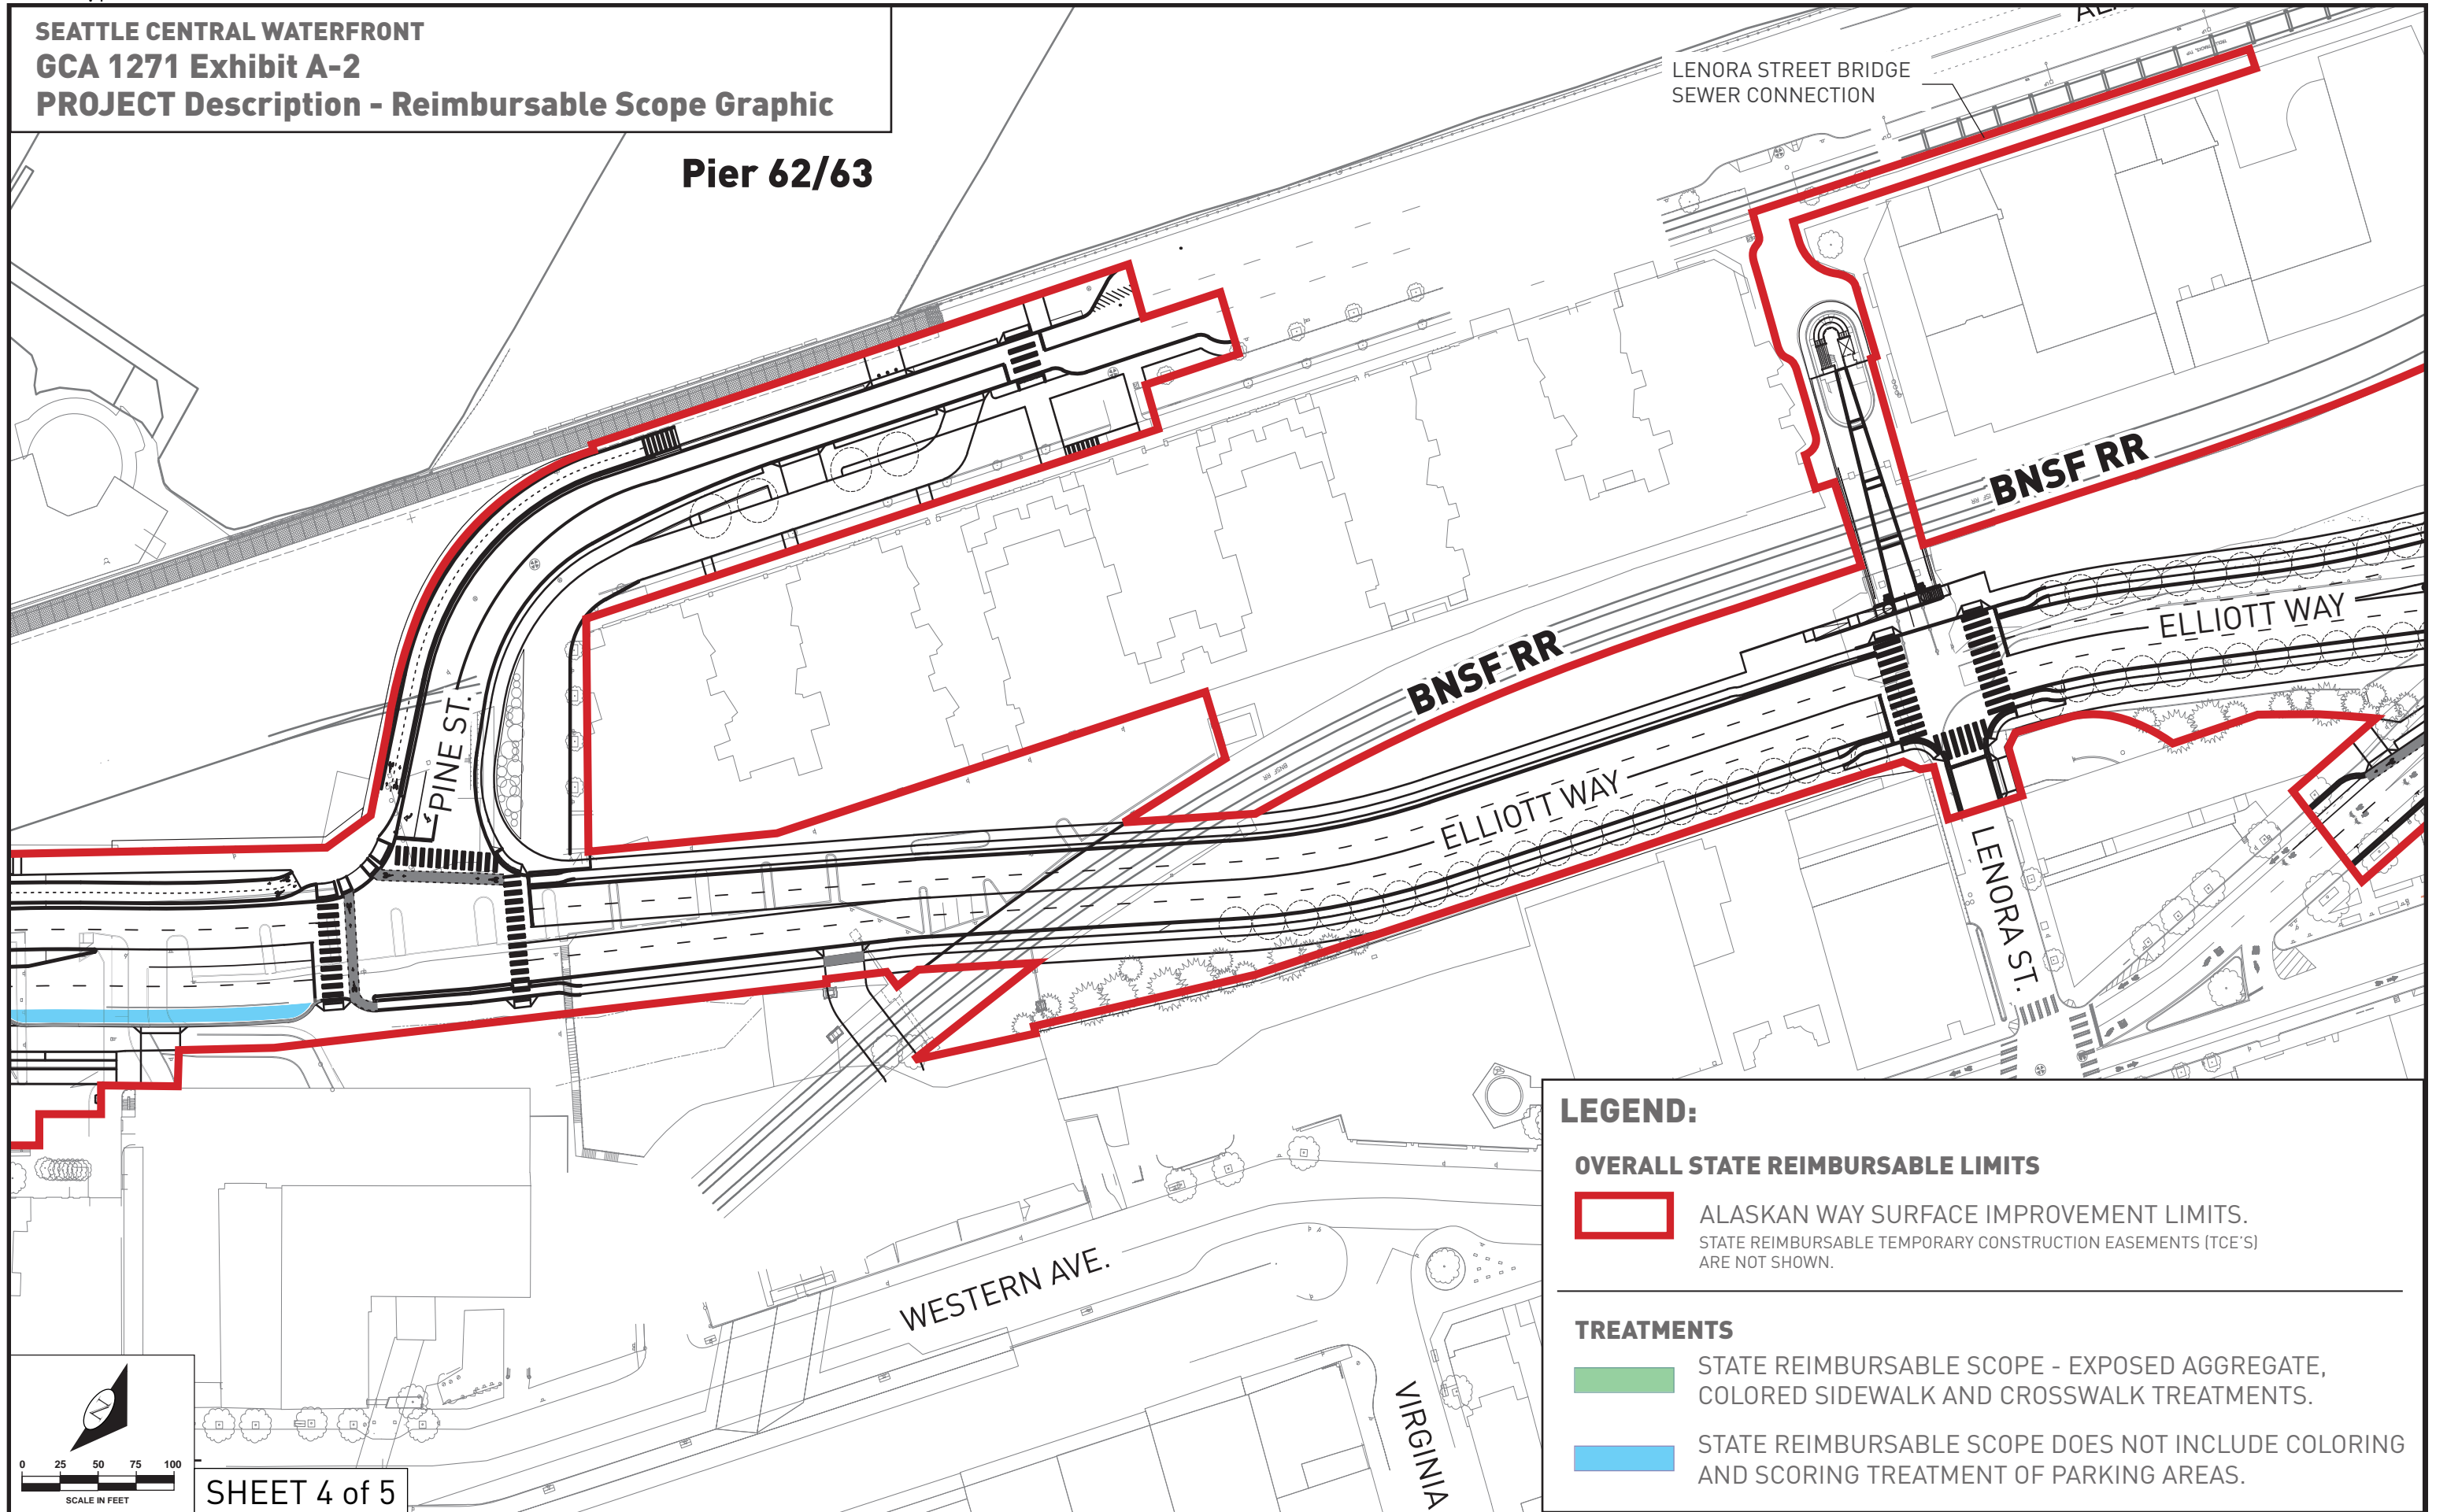 SEATTLE CENTRAL WATERFRONT
GCA 1271 Exhibit A-2
PROJECT Description - Reimbursable Scope Graphic
Pier 62/63
LENORA STREET BRIDGE
SEWER CONNECTION
BNSF RR
ELLIOTT WAY
BNSF RR
PINE ST.
ELLIOTT WAY
LENORA ST.
WESTERN AVE.
VIRGINIA
LEGEND:
OVERALL STATE REIMBURSABLE LIMITS
ALASKAN WAY SURFACE IMPROVEMENT LIMITS.
STATE REIMBURSABLE TEMPORARY CONSTRUCTION EASEMENTS (TCE'S)
ARE NOT SHOWN.
TREATMENTS
STATE REIMBURSABLE SCOPE - EXPOSED AGGREGATE,
COLORED SIDEWALK AND CROSSWALK TREATMENTS.
STATE REIMBURSABLE SCOPE DOES NOT INCLUDE COLORING
AND SCORING TREATMENT OF PARKING AREAS.
N
0 25 50 75 100
SCALE IN FEET
SHEET 4 of 5